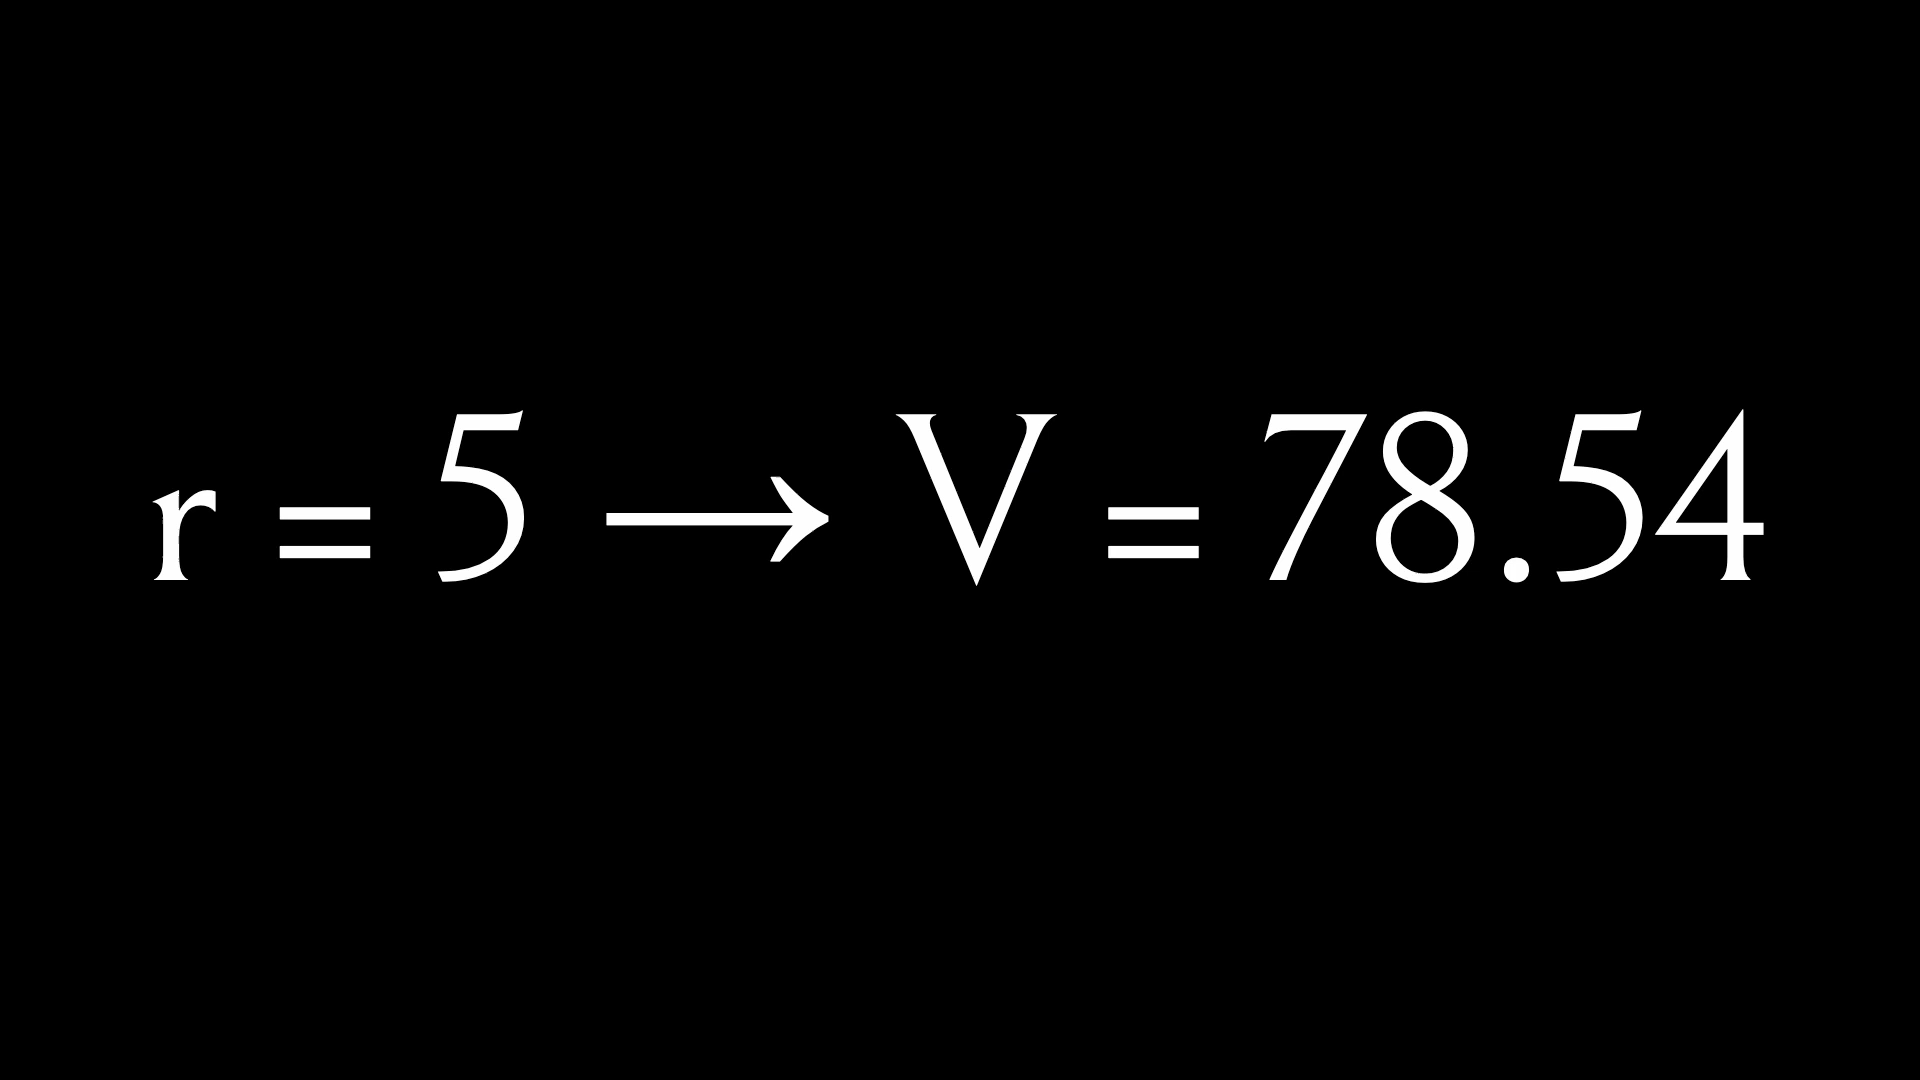 r = 5 → V = 78.54